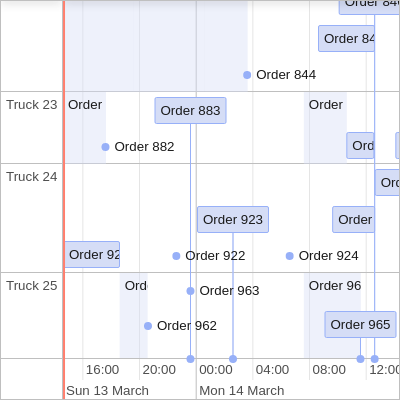 Order 84
Order 844
Truck 23
Order
Order 883
Order
Order 882
Ord
Truck 24
Ord
Order 923
Order
Order 92
Order 922
Order 924
Truck 25
Ord
Order 963
Order 96
Order 962
Order 965
16:00 20:00 00:00 04:00 08:00 12:00
Sun 13 March Mon 14 March